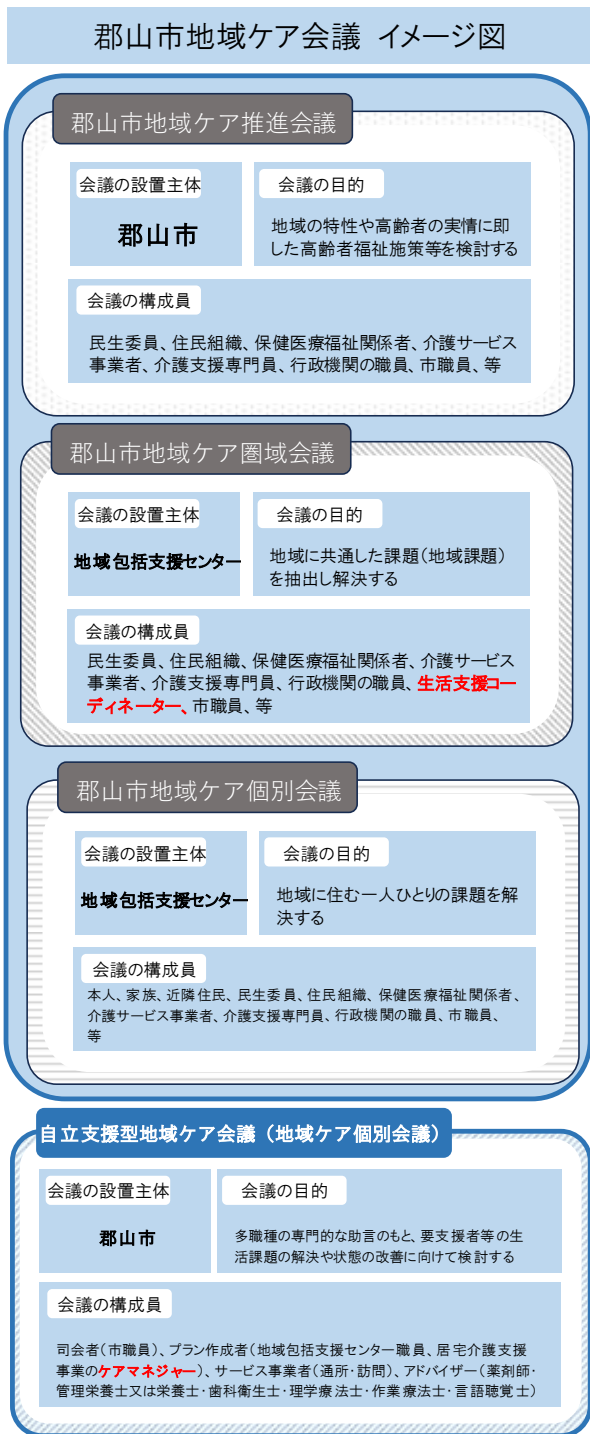 郡山市地域ケア会議 イメージ図
郡山市地域ケア推進会議
会議の設置主体
郡山市
会議の目的
地域の特性や高齢者の実情に即
した高齢者福祉施策等を検討する
会議の構成員
民生委員、住民組織、保健医療福祉関係者、介護サービス
事業者、介護支援専門員、行政機関の職員、市職員、等
郡山市地域ケア圏域会議
会議の設置主体
地域包括支援センター
会議の目的
地域に共通した課題（地域課題）
を抽出し解決する
会議の構成員
民生委員、住民組織、保健医療福祉関係者、介護サービス
事業者、介護支援専門員、行政機関の職員、生活支援コー
ディネーター、市職員、等
郡山市地域ケア個別会議
会議の設置主体
地域包括支援センター
会議の目的
地域に住む一人ひとりの課題を解
決する
会議の構成員
本人、家族、近隣住民、民生委員、住民組織、保健医療福祉関係者、
介護サービス事業者、介護支援専門員、行政機関の職員、市職員、
等
自立支援型地域ケア会議（地域ケア個別会議）
会議の設置主体
郡山市
会議の目的
多職種の専門的な助言のもと、要支援者等の生
活課題の解決や状態の改善に向けて検討する
会議の構成員
司会者（市職員）、プラン作成者（地域包括支援センター職員、居宅介護支援
事業のケアマネジャー）、サービス事業者（通所・訪問）、アドバイザー（薬剤師・
管理栄養士又は栄養士・歯科衛生士・理学療法士・作業療法士・言語聴覚士）